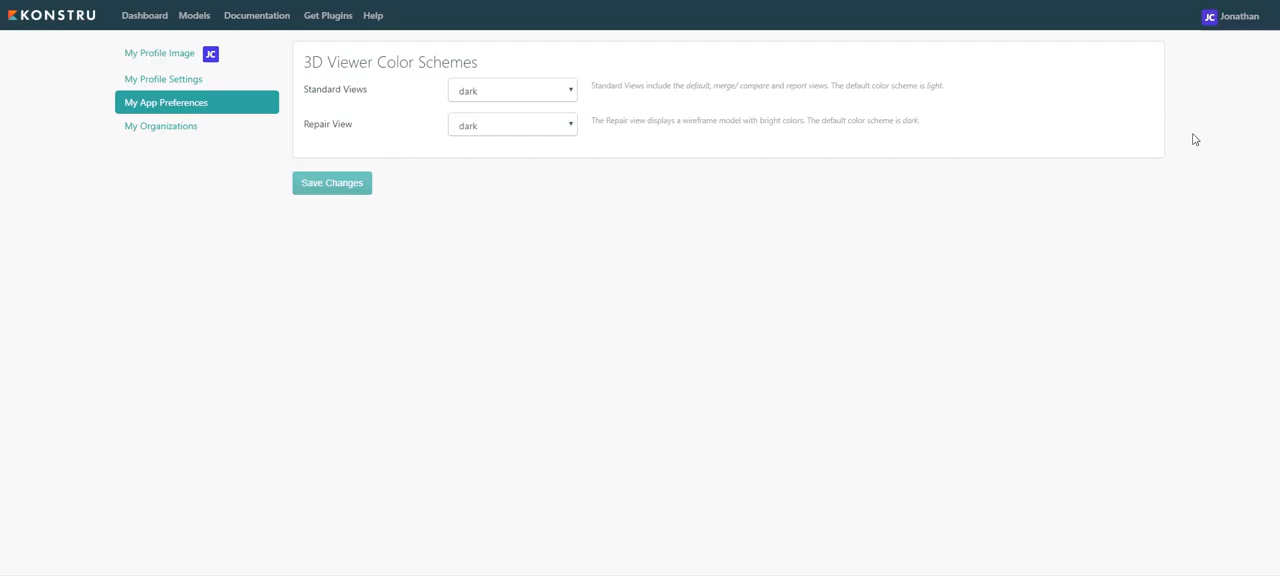 KONSTRU Dashboard Models Documentation Get Plugins Help JC Jonathan
My Profile Image JC
My Profile Settings
My App Preferences
My Organizations
3D Viewer Color Schemes
Standard Views dark Standard Views include the default, merge/ compare and report views. The default color scheme is light.
Repair View dark The Repair view displays a wireframe model with bright colors. The default color scheme is dark.
Save Changes